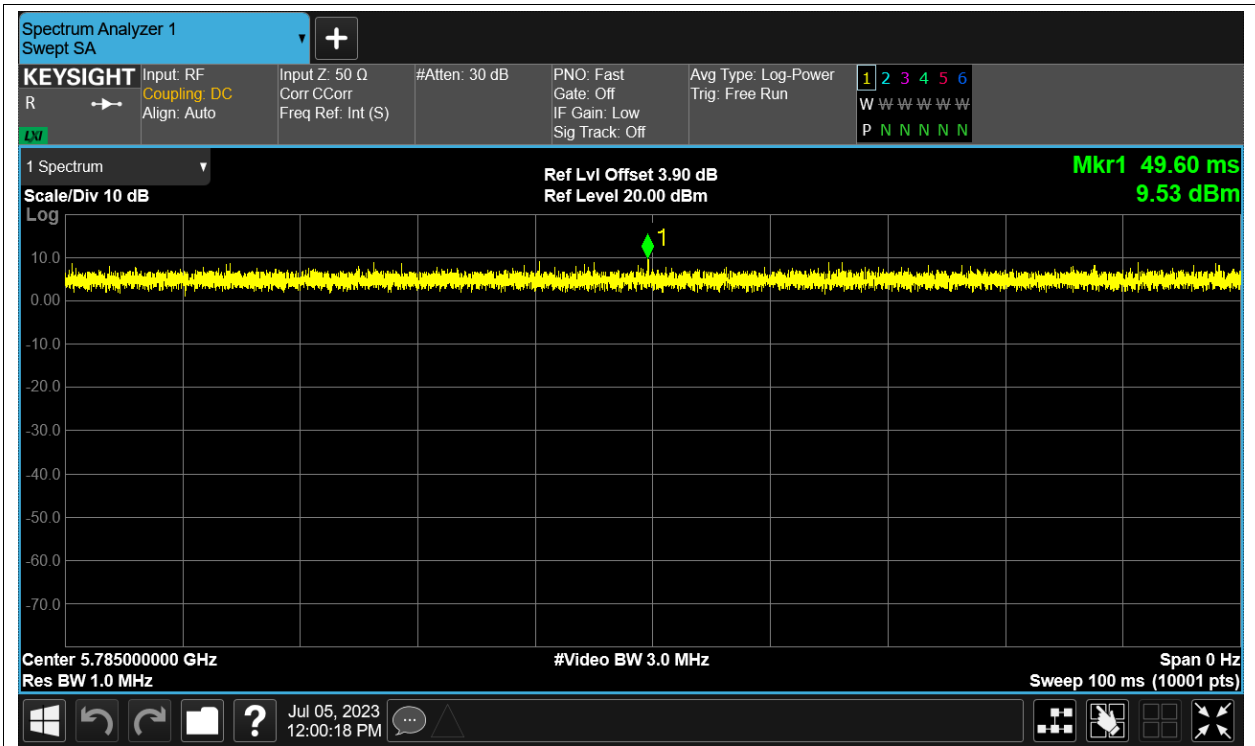 Spectrum Analyzer 1
Swept SA
KEYSIGHT
R
LXI
Input: RF
Coupling: DC
Align: Auto
Input Z: 50 Ω
Corr CCorr
Freq Ref: Int (S)
#Atten: 30 dB
PNO: Fast
Gate: Off
IF Gain: Low
Sig Track: Off
Avg Type: Log-Power
Trig: Free Run
1 2 3 4 5 6
W W W W W W
P N N N N N
1 Spectrum
Scale/Div 10 dB
Log
Ref Lvl Offset 3.90 dB
Ref Level 20.00 dBm
Mkr1 49.60 ms
9.53 dBm
1
10.0
0.00
-10.0
-20.0
-30.0
-40.0
-50.0
-60.0
-70.0
Center 5.785000000 GHz
Res BW 1.0 MHz
#Video BW 3.0 MHz
Span 0 Hz
Sweep 100 ms (10001 pts)
?
Jul 05, 2023
12:00:18 PM